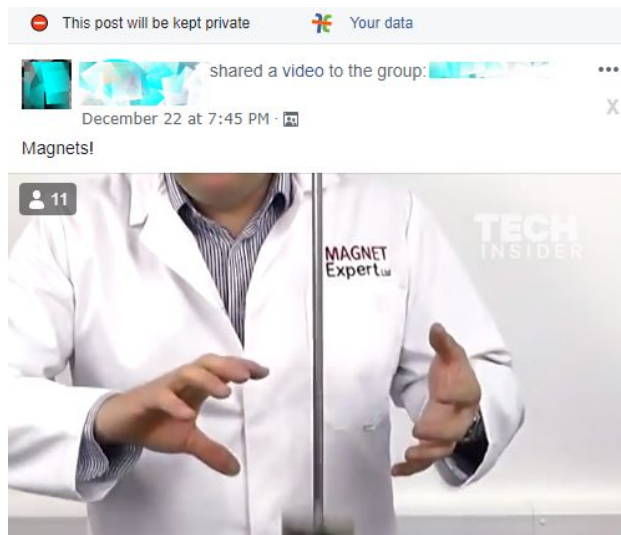 This post will be kept private
Your data
shared a video to the group:
December 22 at 7:45 PM ·
Magnets!
11
TECH
INSIDER
MAGNET
Expert Ltd